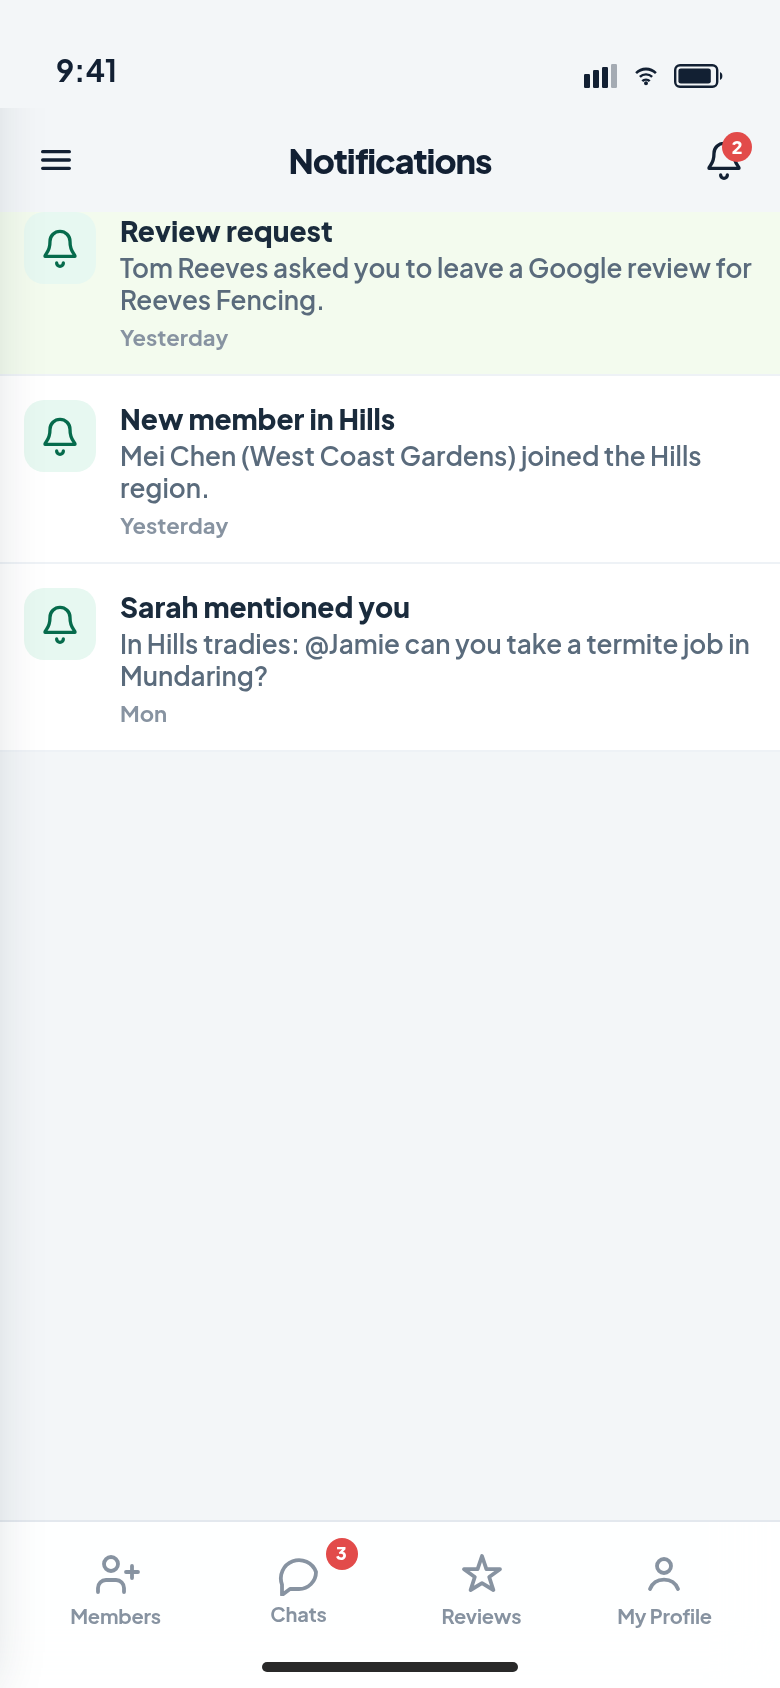 9:41
Notifications
2
Review request
Tom Reeves asked you to leave a Google review for
Reeves Fencing.
Yesterday
New member in Hills
Mei Chen (West Coast Gardens) joined the Hills
region.
Yesterday
Sarah mentioned you
In Hills tradies: @Jamie can you take a termite job in
Mundaring?
Mon
3
Members
Chats
Reviews
My Profile